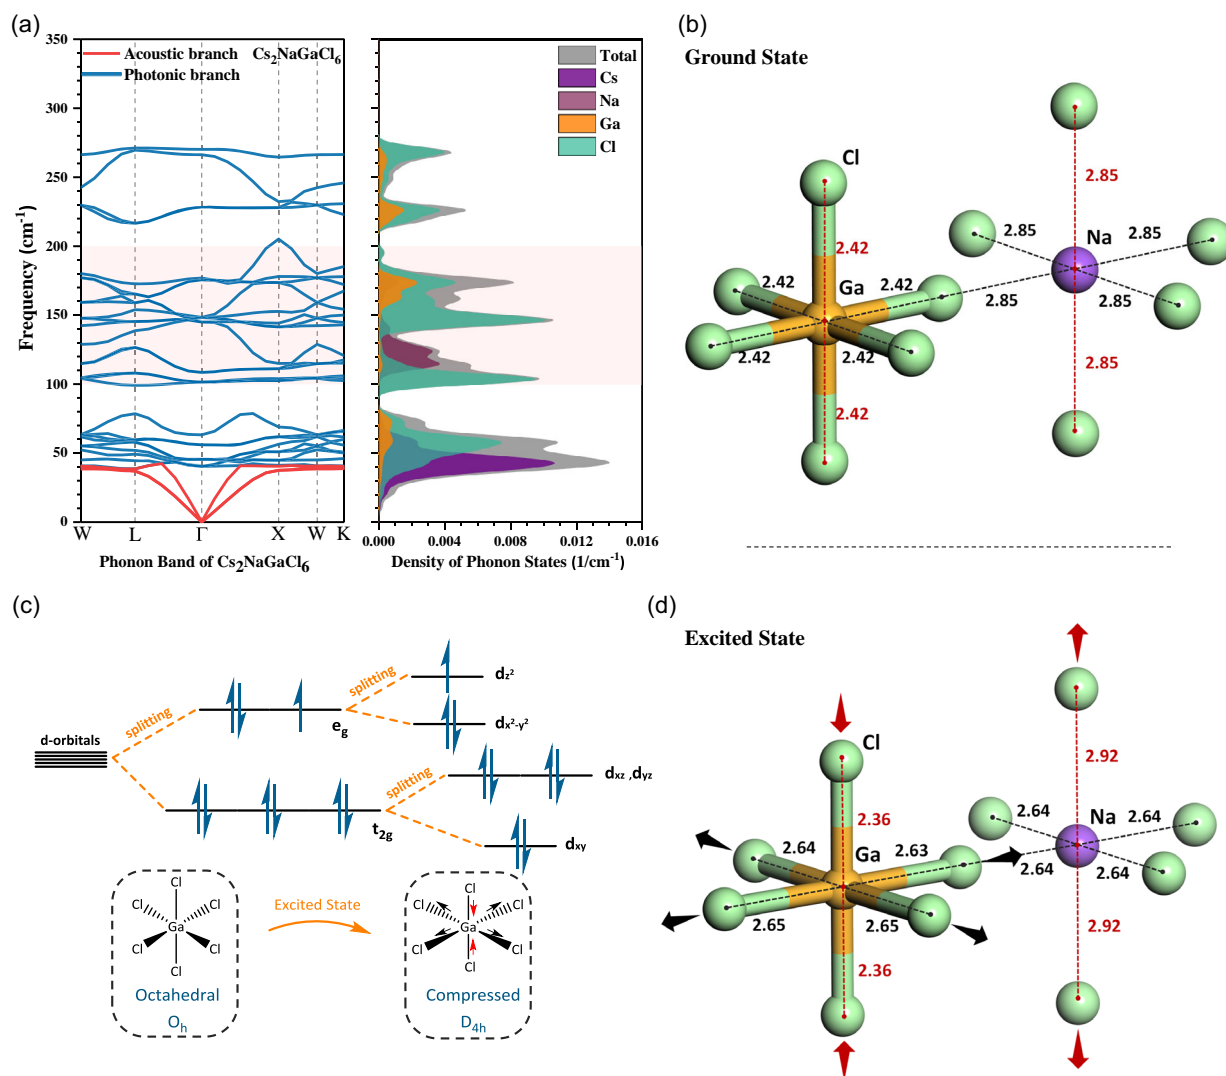 (a)
Acoustic branch
Cs2NaGaCl6
Photonic branch
350
300
250
200
150
100
50
0
Frequency (cm-1)
W
L
Γ
X
W
K
Phonon Band of Cs2NaGaCl6
Total
Cs
Na
Ga
Cl
0.000
0.004
0.008
0.012
0.016
Density of Phonon States (1/cm-1)
(b)
Ground State
Cl
2.42
Ga
2.42
2.42
2.42
2.42
2.42
2.85
2.85
Na
2.85
2.85
2.85
2.85
(c)
d-orbitals
splitting
eg
splitting
dz2
dx2-y2
t2g
splitting
dxz ,dyz
dxy
Cl
Cl
Cl
Ga
Cl
Cl
Cl
Octahedral
Oh
Excited State
Cl
Cl
Cl
Ga
Cl
Cl
Cl
Compressed
D4h
(d)
Excited State
Cl
2.36
Ga
2.64
2.63
2.65
2.65
2.36
2.92
Na
2.64
2.64
2.64
2.64
2.92